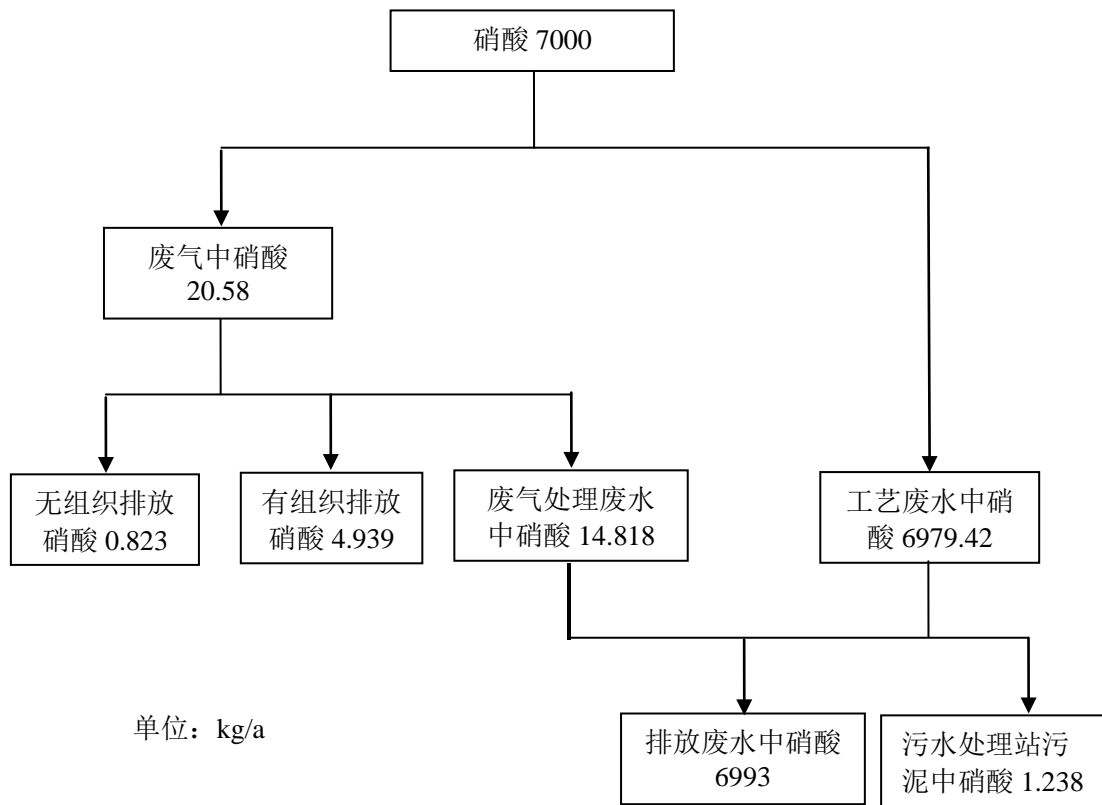 硝酸 7000
废气中硝酸
20.58
无组织排放
硝酸 0.823
有组织排放
硝酸 4.939
废气处理废水
中硝酸 14.818
工艺废水中硝
酸 6979.42
单位：kg/a
排放废水中硝酸
6993
污水处理站污
泥中硝酸 1.238